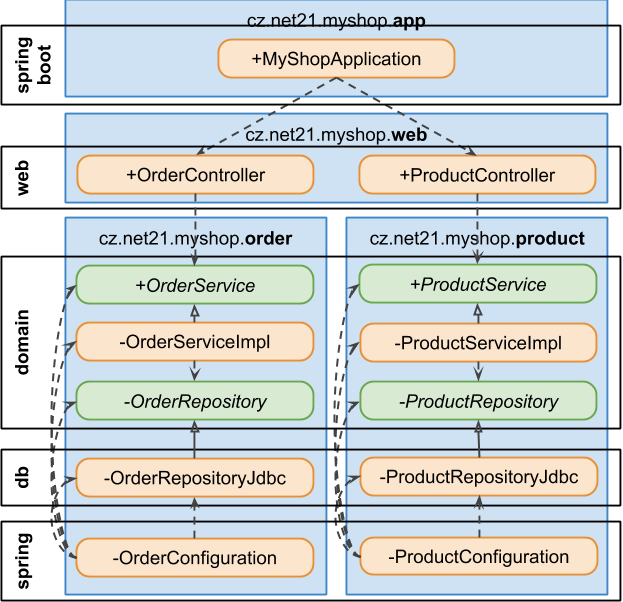 cz.net21.myshop.app
spring
boot
+MyShopApplication
cz.net21.myshop.web
web
+OrderController
+ProductController
cz.net21.myshop.order
cz.net21.myshop.product
domain
+OrderService
+ProductService
-OrderServiceImpl
-ProductServiceImpl
-OrderRepository
-ProductRepository
db
-OrderRepositoryJdbc
-ProductRepositoryJdbc
spring
-OrderConfiguration
-ProductConfiguration